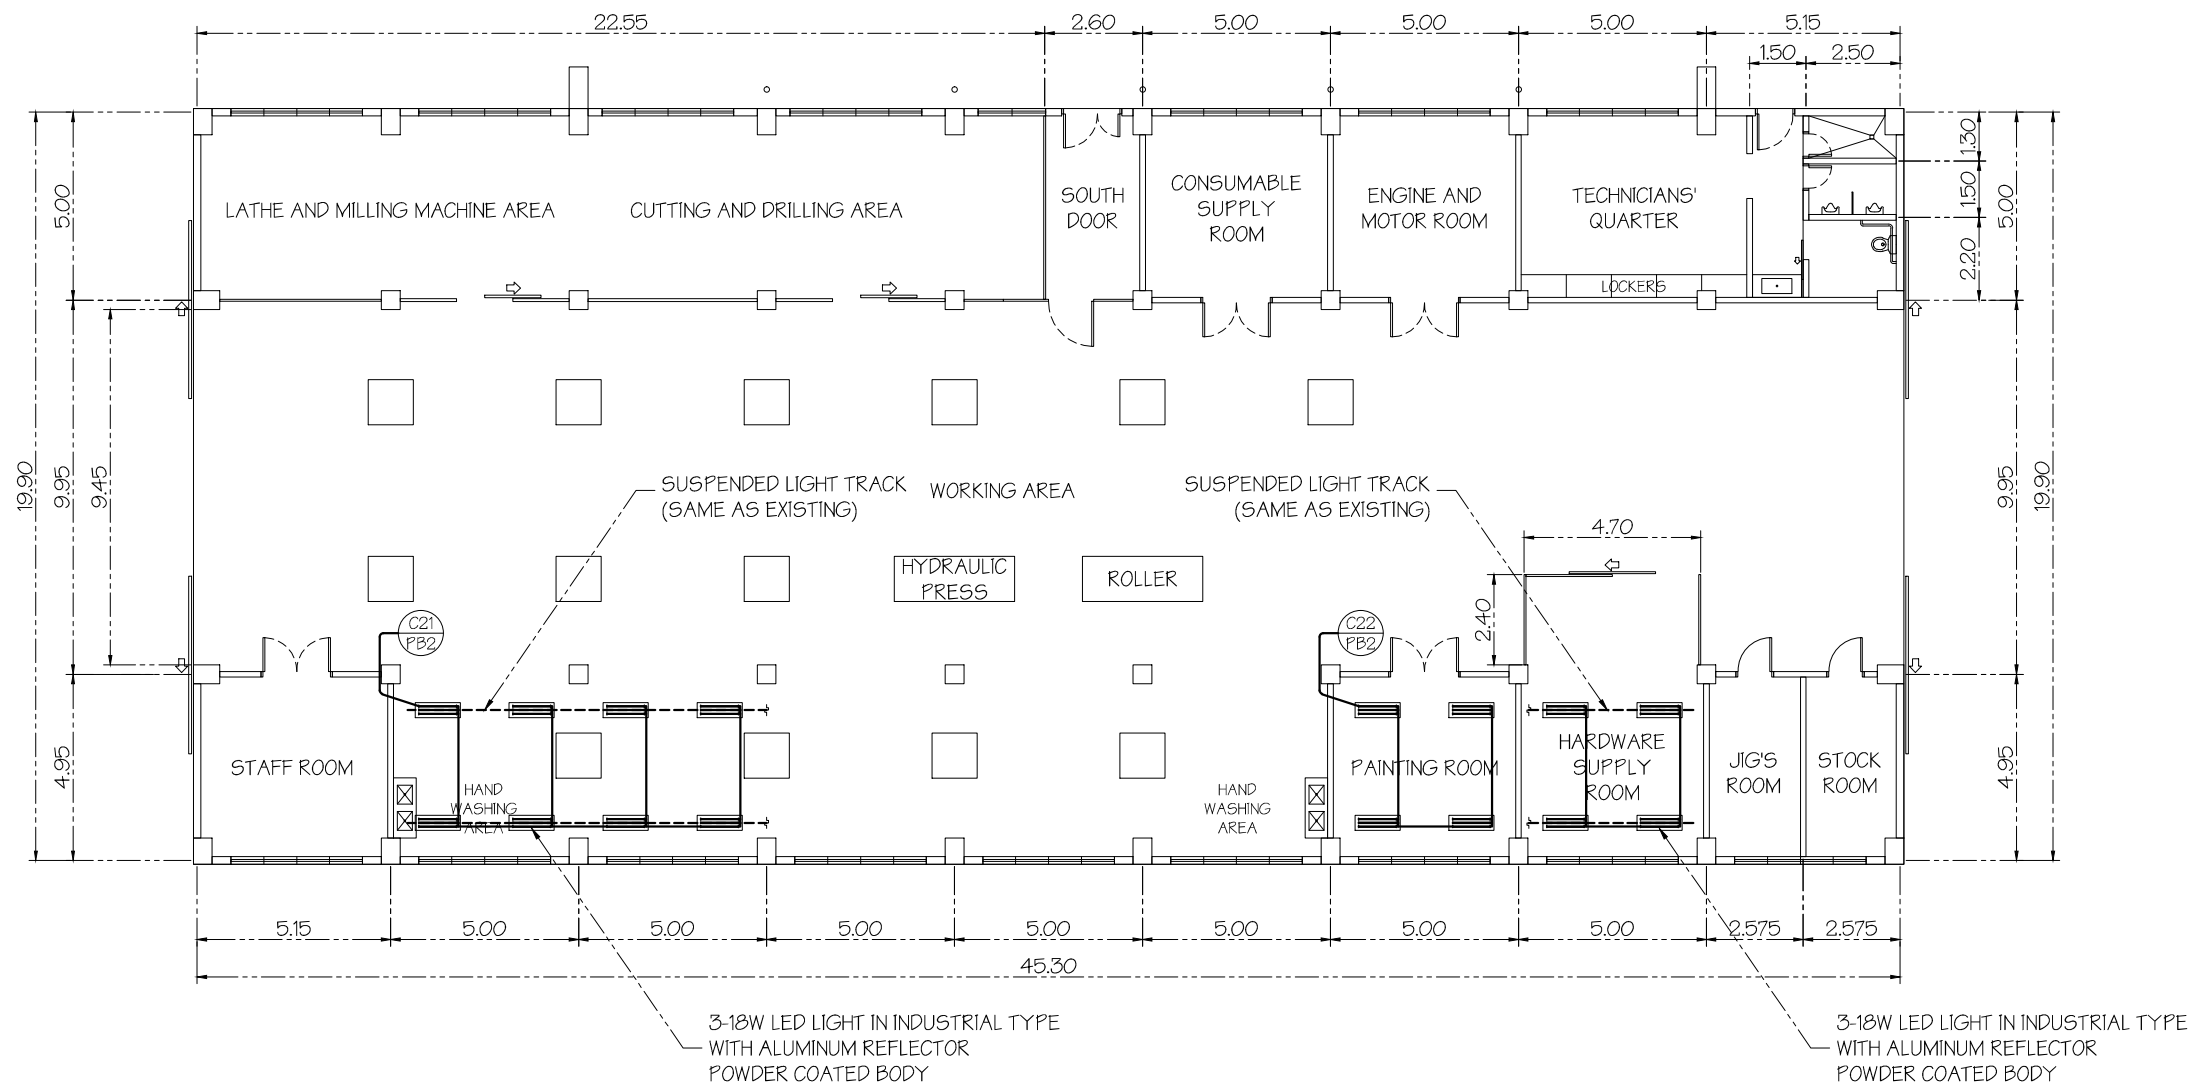 22.55
2.60
5.00
5.00
5.00
5.15
1.50
2.50
19.90
5.00
9.95
9.45
4.95
1.30
1.50
2.20
5.00
9.95
19.90
4.95
LATHE AND MILLING MACHINE AREA
CUTTING AND DRILLING AREA
SOUTH
DOOR
CONSUMABLE
SUPPLY
ROOM
ENGINE AND
MOTOR ROOM
TECHNICIANS'
QUARTER
LOCKERS
SUSPENDED LIGHT TRACK
(SAME AS EXISTING)
WORKING AREA
SUSPENDED LIGHT TRACK
(SAME AS EXISTING)
4.70
2.40
HYDRAULIC
PRESS
ROLLER
C21
PB2
C22
PB2
STAFF ROOM
HAND
WASHING
AREA
HAND
WASHING
AREA
PAINTING ROOM
HARDWARE
SUPPLY
ROOM
JIG'S
ROOM
STOCK
ROOM
5.15
5.00
5.00
5.00
5.00
5.00
5.00
5.00
2.575
2.575
45.30
3-18W LED LIGHT IN INDUSTRIAL TYPE
WITH ALUMINUM REFLECTOR
POWDER COATED BODY
3-18W LED LIGHT IN INDUSTRIAL TYPE
WITH ALUMINUM REFLECTOR
POWDER COATED BODY